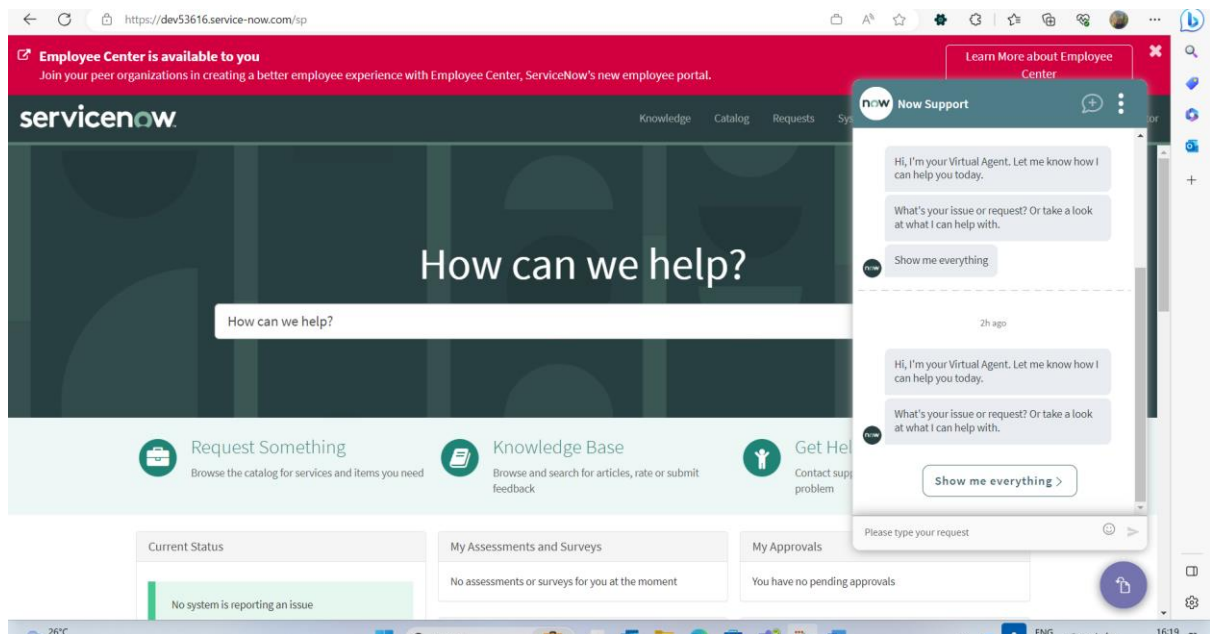 https://dev53616.service-now.com/sp
Employee Center is available to you
Join your peer organizations in creating a better employee experience with Employee Center, ServiceNow's new employee portal.
Learn More about Employee
Center
servicenow
Knowledge Catalog Requests
now Now Support
Hi, I'm your Virtual Agent. Let me know how I
can help you today.
What's your issue or request? Or take a look
at what I can help with.
Show me everything
now
2h ago
Hi, I'm your Virtual Agent. Let me know how I
can help you today.
What's your issue or request? Or take a look
at what I can help with.
now
Show me everything >
Please type your request
How can we help?
How can we help?
Request Something
Browse the catalog for services and items you need
Knowledge Base
Browse and search for articles, rate or submit
feedback
Get Hel
Contact supp
problem
Current Status
No system is reporting an issue
My Assessments and Surveys
No assessments or surveys for you at the moment
My Approvals
You have no pending approvals
26°C
ENG
16:19